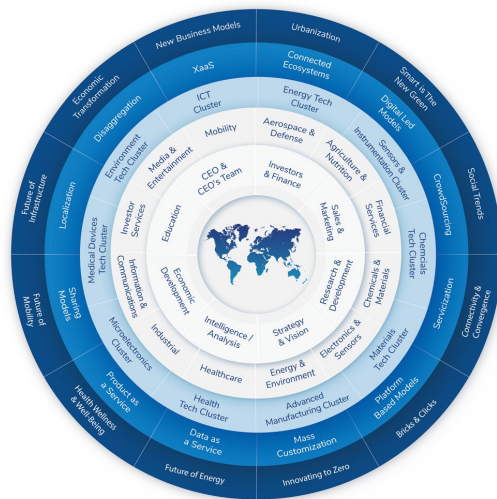 Urbanization
Smart is The
New Green
Social Trends
Connectivity &
Convergence
Bricks & Clicks
Innovating to Zero
Future of Energy
Health Wellness
& Well-Being
Future of
Mobility
Future of
Infrastructure
Economic
Transformation
New Business Models
Connected
Ecosystems
Digital Led
Models
CrowdSourcing
Servicization
Platform
Based Models
Mass
Customization
Data as
a Service
Product as
a Service
Sharing
Models
Localization
Disaggregation
XaaS
Energy Tech
Cluster
Sensors &
Instrumentation Cluster
Chemcials
Tech Cluster
Materials
Tech Cluster
Advanced
Manufacturing Cluster
Health
Tech Cluster
Microelectronics
Cluster
Medical Devices
Tech Cluster
Environment
Tech Cluster
ICT
Cluster
Aerospace &
Defense
Agriculture &
Nutrition
Financial
Services
Chemicals &
Materials
Electronics &
Sensors
Energy &
Environment
Healthcare
Industrial
Information &
Communications
Investor
Services
Media &
Entertainment
Mobility
Investors
& Finance
Sales &
Marketing
Research &
Development
Strategy
& Vision
Intelligence /
Analysis
Economic
Development
Education
CEO &
CEO's Team